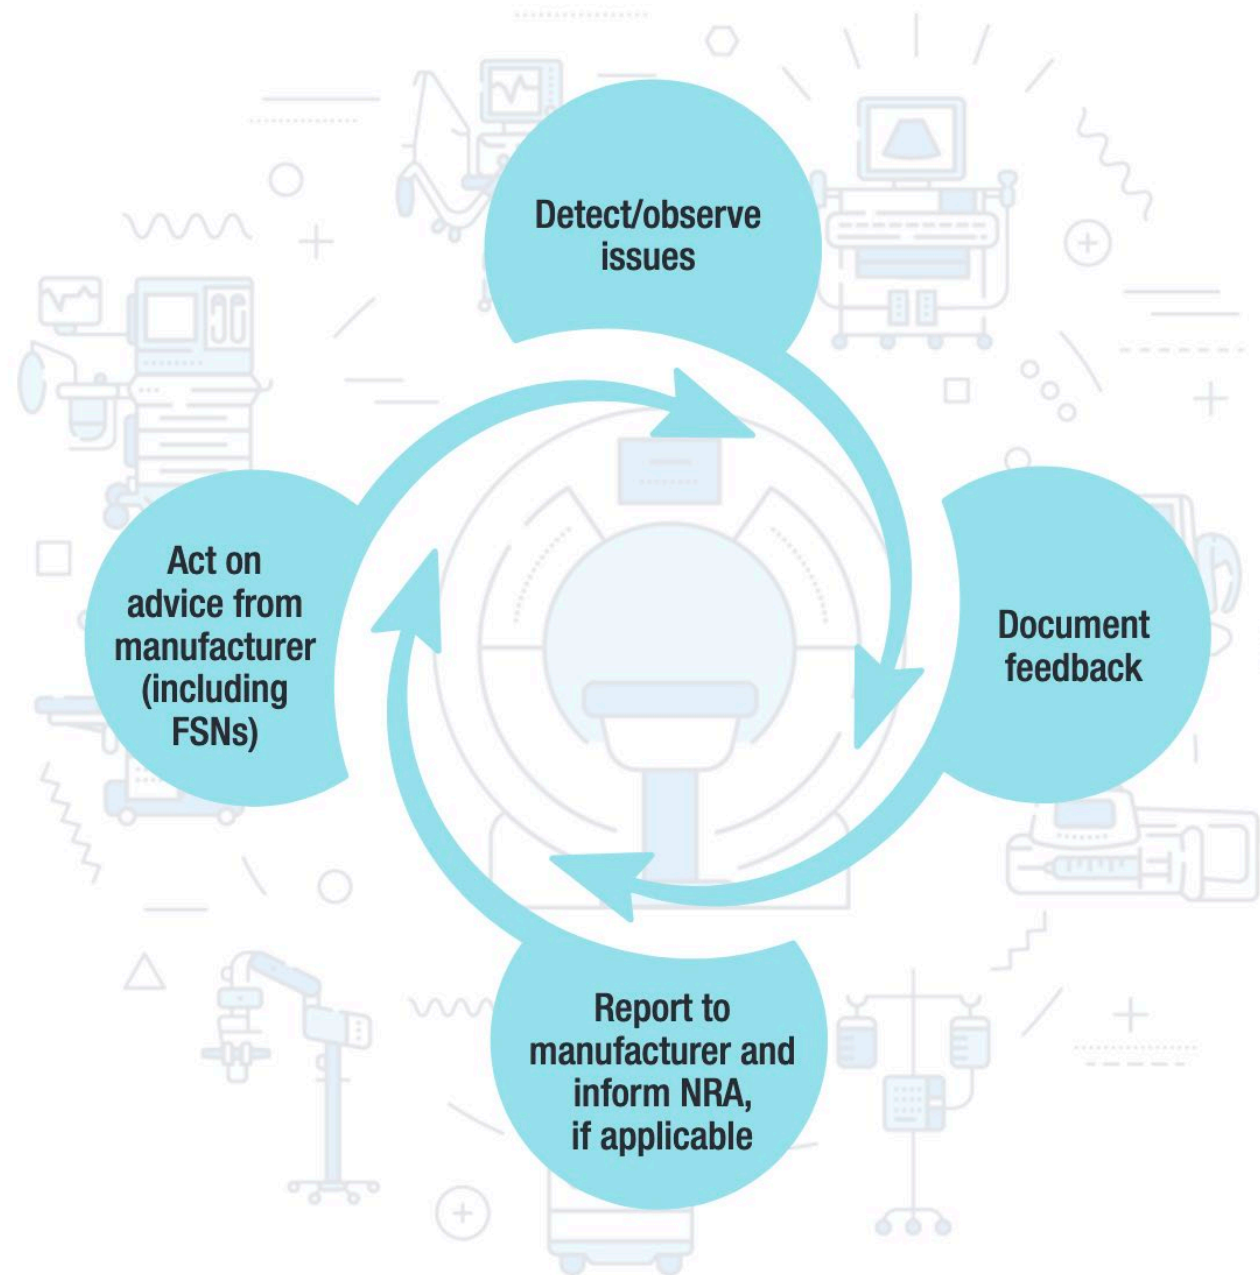 Detect/observe
issues
Document
feedback
Report to
manufacturer and
inform NRA,
if applicable
Act on
advice from
manufacturer
(including
FSNs)